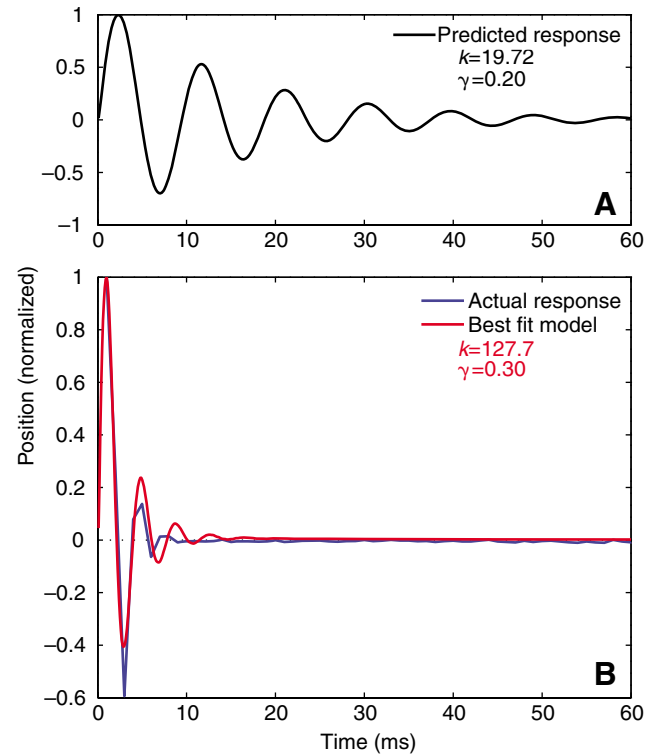 1
0.5
0
−0.5
−1
Predicted response
k=19.72
γ=0.20
A
0 10 20 30 40 50 60
Position (normalized)
1
0.8
0.6
0.4
0.2
0
−0.2
−0.4
−0.6
Actual response
Best fit model
k=127.7
γ=0.30
B
0 10 20 30 40 50 60
Time (ms)